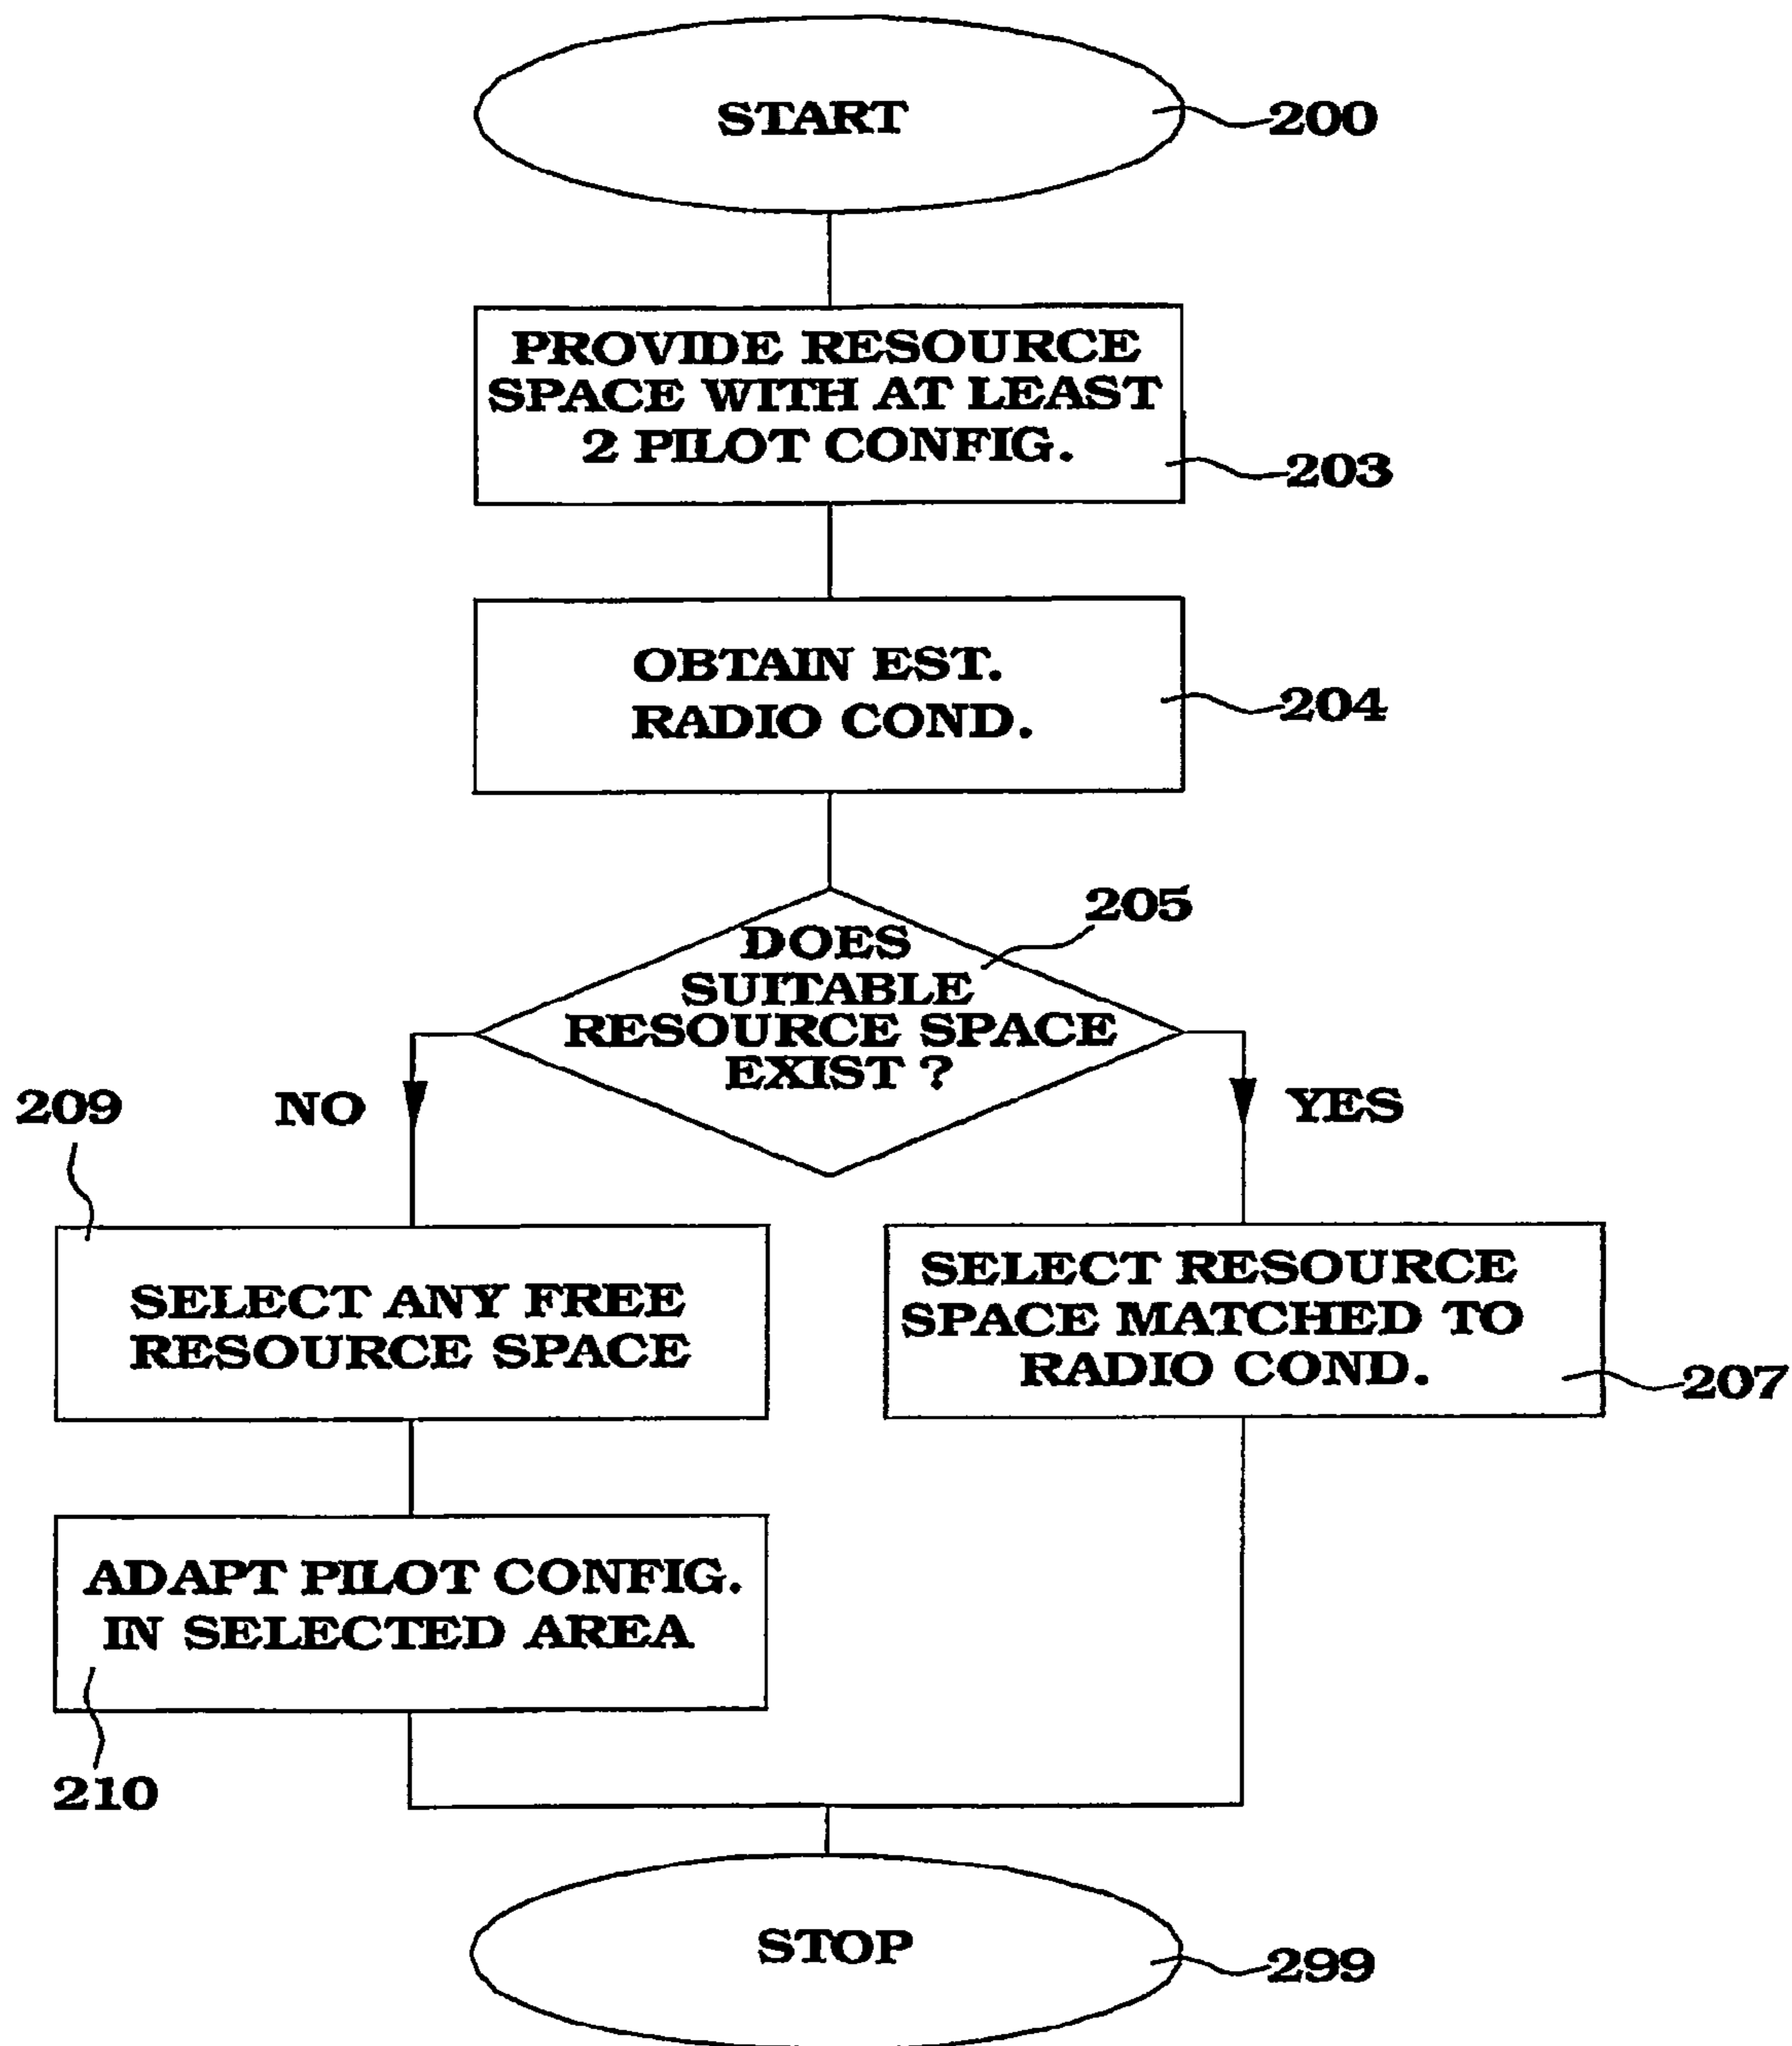 START
200
PROVIDE RESOURCE
SPACE WITH AT LEAST
2 PILOT CONFIG.
203
OBTAIN EST.
RADIO COND.
204
205
DOES
SUITABLE
RESOURCE SPACE
EXIST ?
209
NO
YES
SELECT ANY FREE
RESOURCE SPACE
SELECT RESOURCE
SPACE MATCHED TO
RADIO COND.
207
ADAPT PILOT CONFIG.
IN SELECTED AREA
210
STOP
299